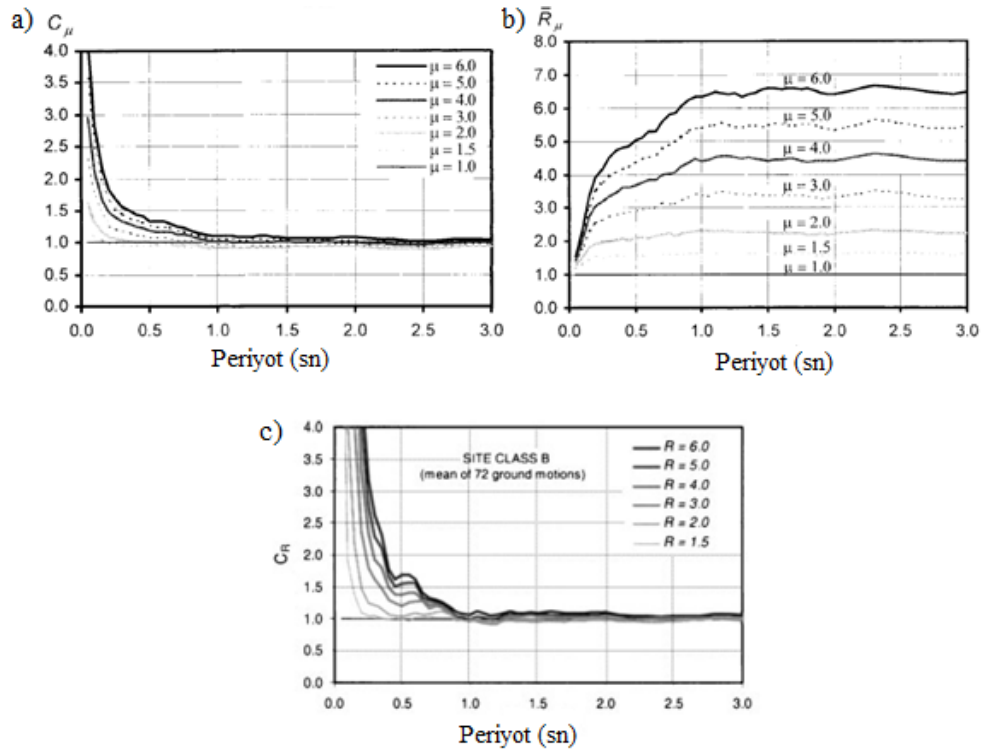 a) C μ
4.0
3.5
3.0
2.5
2.0
1.5
1.0
0.5
0.0
0.0 0.5 1.0 1.5 2.0 2.5 3.0
μ = 6.0
μ = 5.0
μ = 4.0
μ = 3.0
μ = 2.0
μ = 1.5
μ = 1.0
Periyot (sn)
b) R̄ μ
8.0
7.0
6.0
5.0
4.0
3.0
2.0
1.0
0.0
0.0 0.5 1.0 1.5 2.0 2.5 3.0
μ = 6.0
μ = 5.0
μ = 4.0
μ = 3.0
μ = 2.0
μ = 1.5
μ = 1.0
Periyot (sn)
c)
C R
4.0
3.5
3.0
2.5
2.0
1.5
1.0
0.5
0.0
0.0 0.5 1.0 1.5 2.0 2.5 3.0
SITE CLASS B
(mean of 72 ground motions)
R = 6.0
R = 5.0
R = 4.0
R = 3.0
R = 2.0
R = 1.5
Periyot (sn)